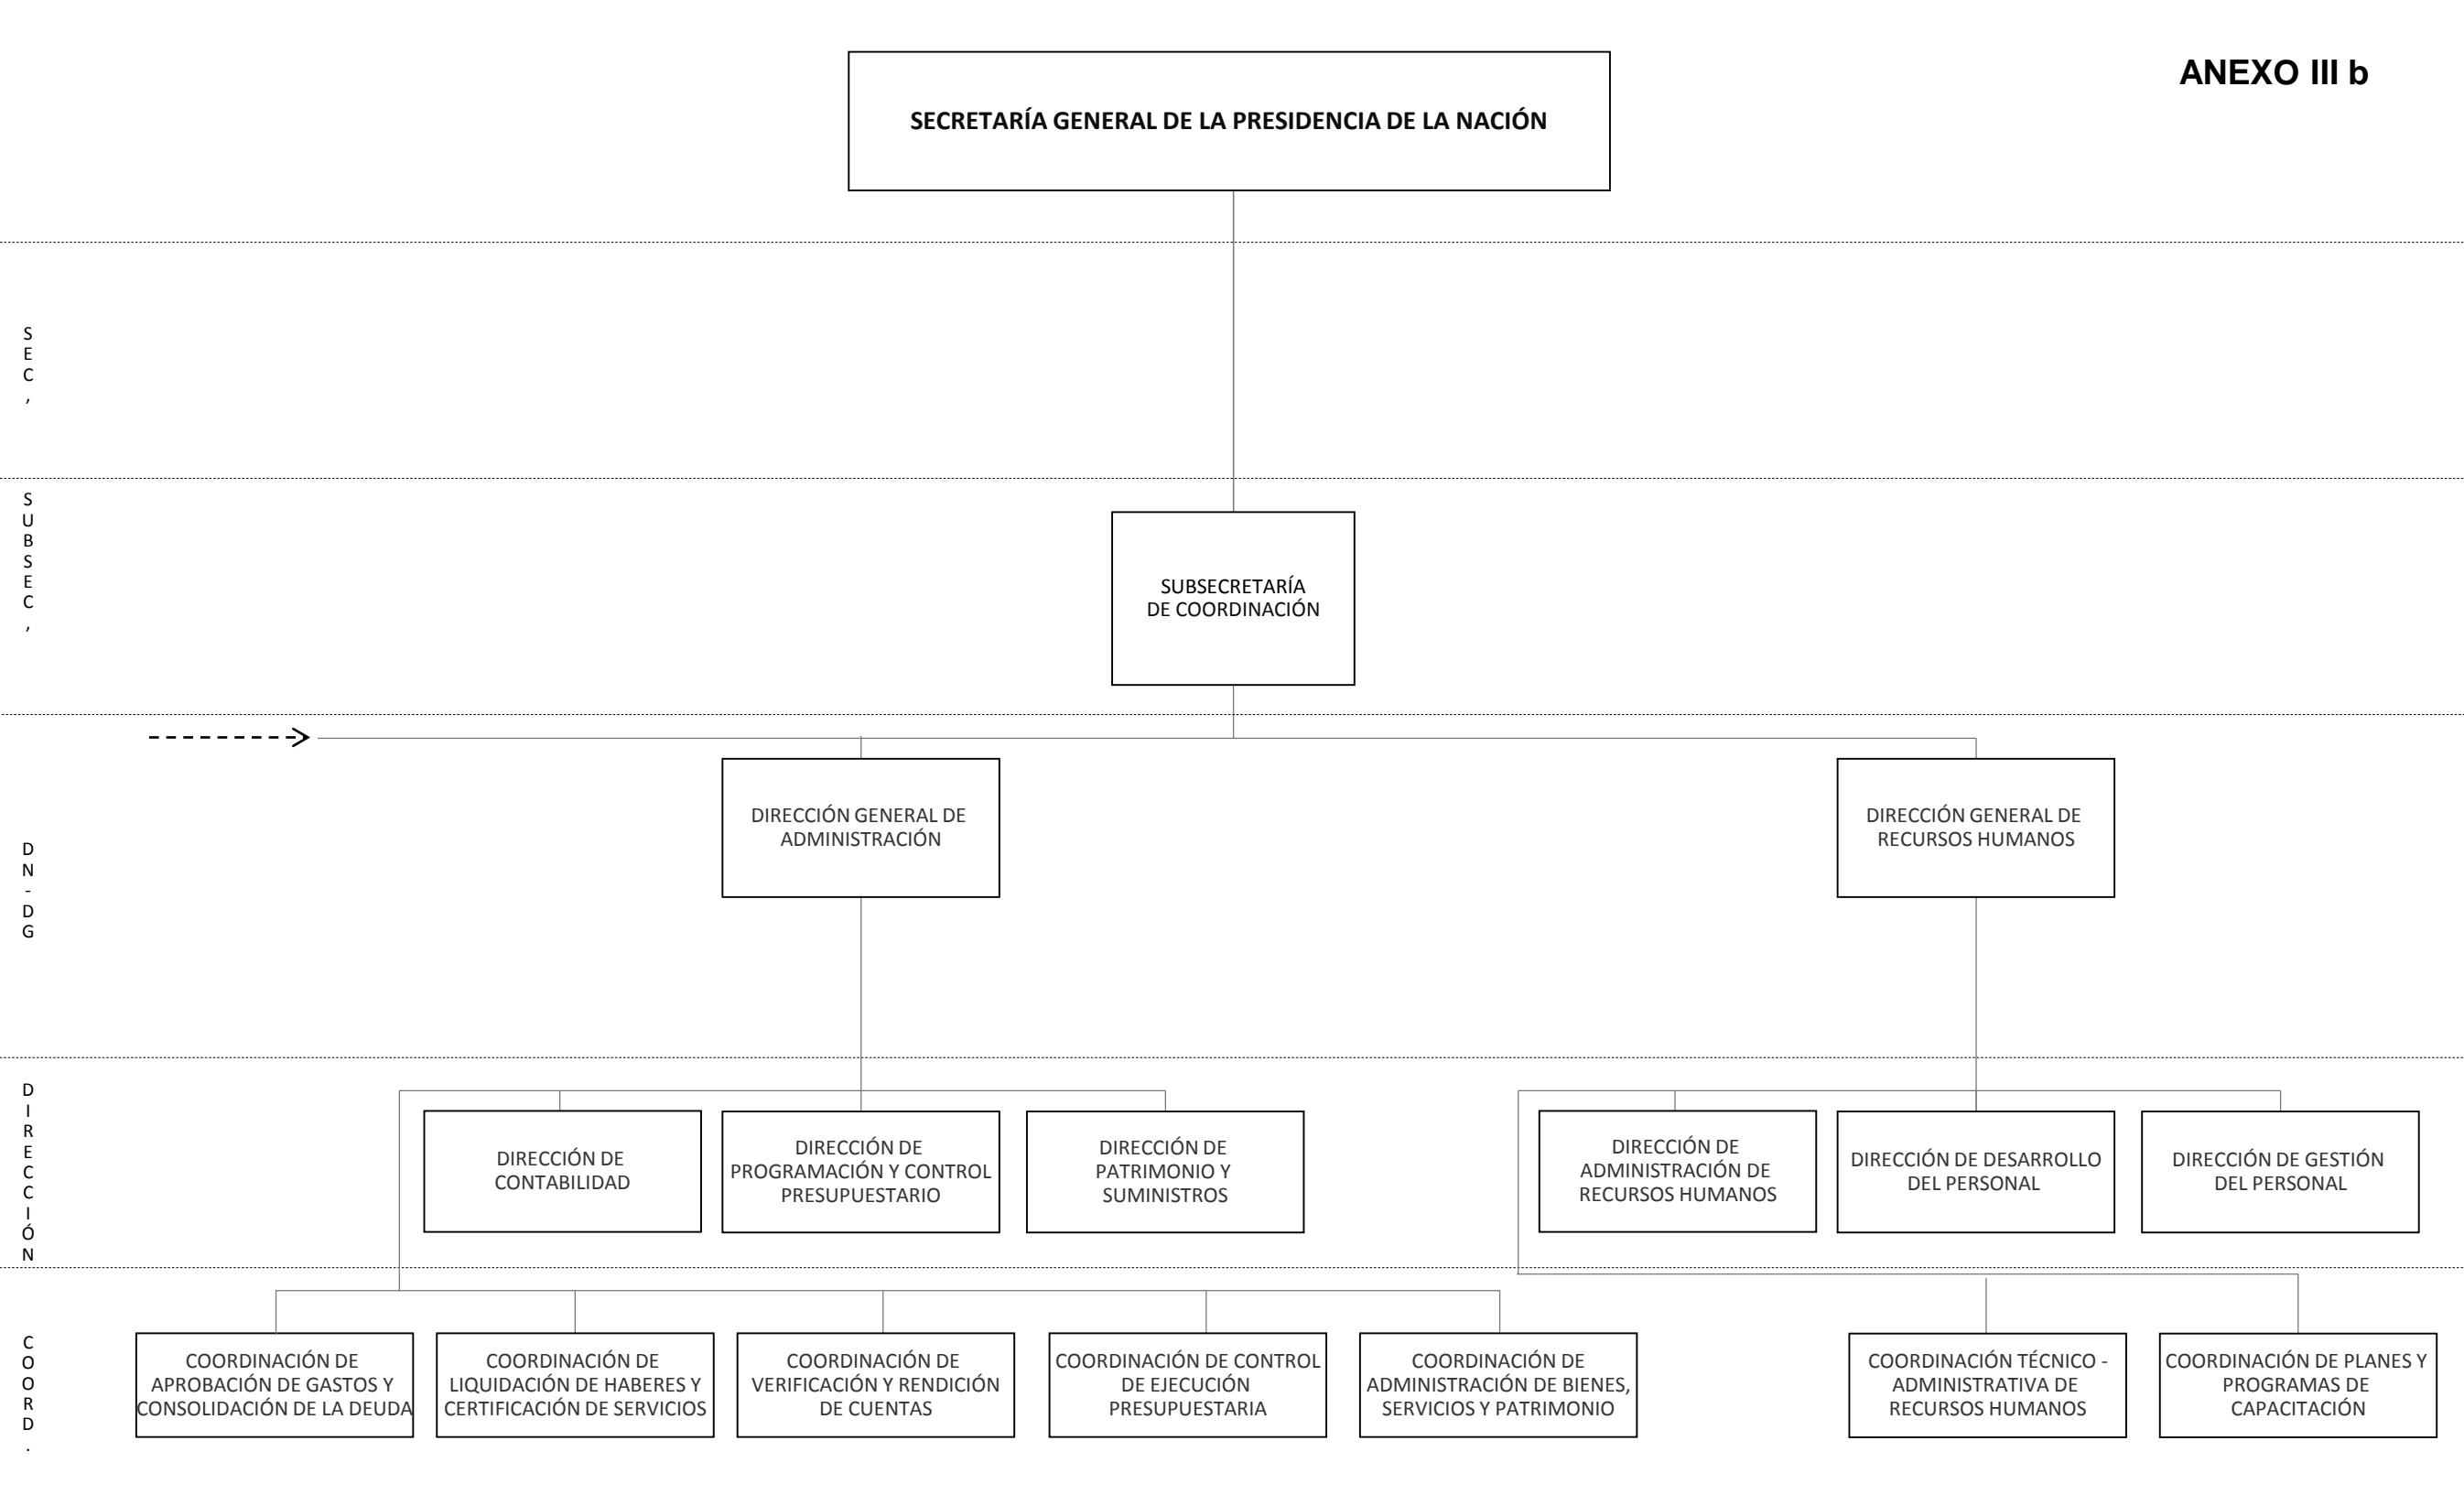 ANEXO III b
SECRETARÍA GENERAL DE LA PRESIDENCIA DE LA NACIÓN
S
E
C
,
S
U
B
S
E
C
,
SUBSECRETARÍA
DE COORDINACIÓN
D
N
-
D
G
DIRECCIÓN GENERAL DE
ADMINISTRACIÓN
DIRECCIÓN GENERAL DE
RECURSOS HUMANOS
D
I
R
E
C
C
I
Ó
N
DIRECCIÓN DE
CONTABILIDAD
DIRECCIÓN DE
PROGRAMACIÓN Y CONTROL
PRESUPUESTARIO
DIRECCIÓN DE
PATRIMONIO Y
SUMINISTROS
DIRECCIÓN DE
ADMINISTRACIÓN DE
RECURSOS HUMANOS
DIRECCIÓN DE DESARROLLO
DEL PERSONAL
DIRECCIÓN DE GESTIÓN
DEL PERSONAL
C
O
O
R
D
.
COORDINACIÓN DE
APROBACIÓN DE GASTOS Y
CONSOLIDACIÓN DE LA DEUDA
COORDINACIÓN DE
LIQUIDACIÓN DE HABERES Y
CERTIFICACIÓN DE SERVICIOS
COORDINACIÓN DE
VERIFICACIÓN Y RENDICIÓN
DE CUENTAS
COORDINACIÓN DE CONTROL
DE EJECUCIÓN
PRESUPUESTARIA
COORDINACIÓN DE
ADMINISTRACIÓN DE BIENES,
SERVICIOS Y PATRIMONIO
COORDINACIÓN TÉCNICO -
ADMINISTRATIVA DE
RECURSOS HUMANOS
COORDINACIÓN DE PLANES Y
PROGRAMAS DE
CAPACITACIÓN